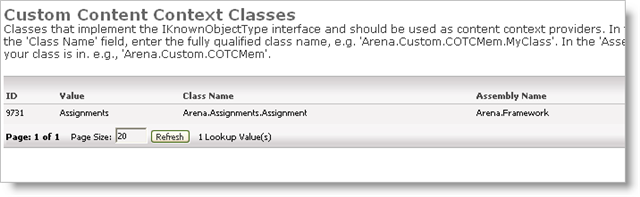 Custom Content Context Classes
Classes that implement the IKnownObjectType interface and should be used as content context providers. In
the 'Class Name' field, enter the fully qualified class name, e.g. 'Arena.Custom.COTCMem.MyClass'. In the 'Asse
your class is in. e.g., 'Arena.Custom.COTCMem'.
ID Value Class Name Assembly Name
9731 Assignments Arena.Assignments.Assignment Arena.Framework
Page: 1 of 1 Page Size: 20 Refresh 1 Lookup Value(s)